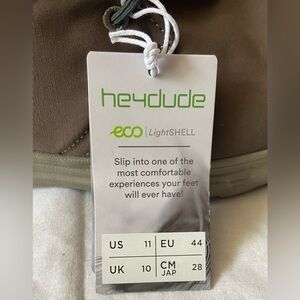 heydude
eco | LightSHELL
Slip into one of the
most comfortable
experiences your feet
will ever have!
US 11 EU 44
UK 10 CM JAP 28